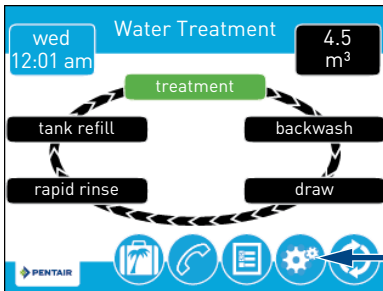 wed
12:01 am
Water Treatment
4.5
m³
treatment
tank refill
backwash
rapid rinse
draw
PENTAIR